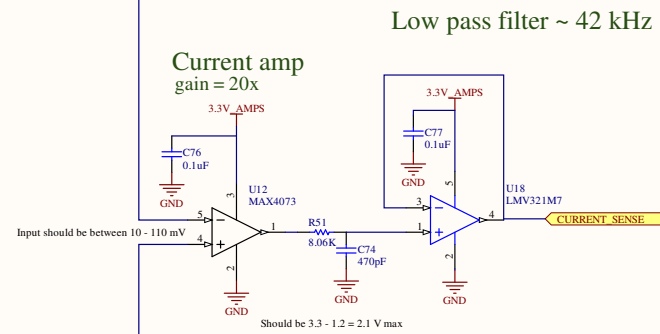 Low pass filter ~ 42 kHz
Current amp
gain = 20x
3.3V_AMPS
3.3V_AMPS
C76
0.1uF
GND
C77
0.1uF
GND
U12
MAX4073
3
5
4
1
2
GND
Input should be between 10 - 110 mV
R51
8.06K
C74
470pF
GND
U18
LMV321M7
5
3
1
4
2
GND
CURRENT_SENSE
Should be 3.3 - 1.2 = 2.1 V max